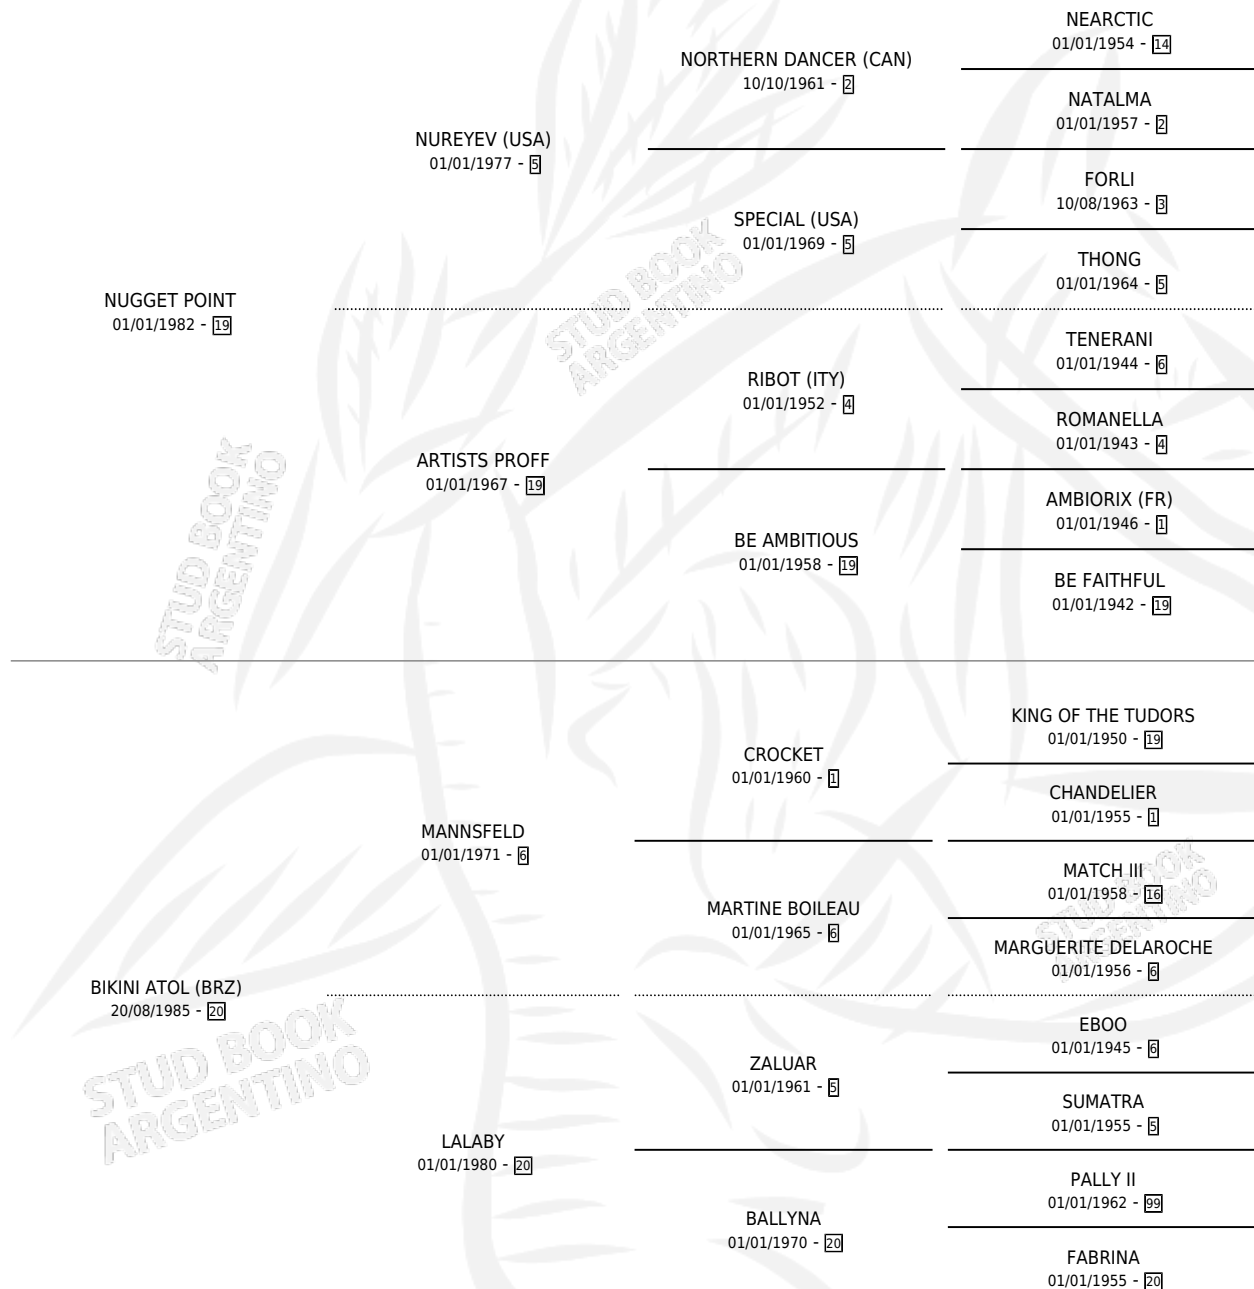 NEARCTIC
01/01/1954 - 14
NORTHERN DANCER (CAN)
10/10/1961 - 2
NATALMA
01/01/1957 - 2
NUREYEV (USA)
01/01/1977 - 5
FORLI
10/08/1963 - 3
SPECIAL (USA)
01/01/1969 - 5
THONG
01/01/1964 - 5
NUGGET POINT
01/01/1982 - 19
TENERANI
01/01/1944 - 6
RIBOT (ITY)
01/01/1952 - 4
ROMANELLA
01/01/1943 - 4
ARTISTS PROFF
01/01/1967 - 19
AMBIORIX (FR)
01/01/1946 - 1
BE AMBITIOUS
01/01/1958 - 19
BE FAITHFUL
01/01/1942 - 19
STUD BOOK
ARGENTINO
STUD BOOK
ARGENTINO
KING OF THE TUDORS
01/01/1950 - 19
CROCKET
01/01/1960 - 1
CHANDELIER
01/01/1955 - 1
MANNSFELD
01/01/1971 - 6
MATCH III
01/01/1958 - 16
MARTINE BOILEAU
01/01/1965 - 6
MARGUERITE DELAROCHE
01/01/1956 - 6
BIKINI ATOL (BRZ)
20/08/1985 - 20
EBOO
01/01/1945 - 6
ZALUAR
01/01/1961 - 5
SUMATRA
01/01/1955 - 5
LALABY
01/01/1980 - 20
PALLY II
01/01/1962 - 99
BALLYNA
01/01/1970 - 20
FABRINA
01/01/1955 - 20
STUD BOOK
ARGENTINO
STUD BOOK
ARGENTINO